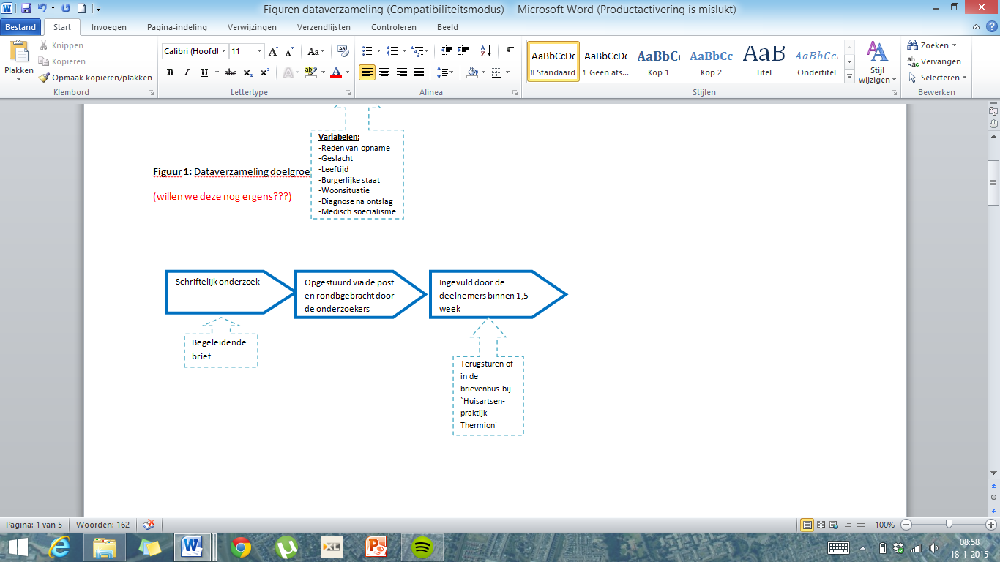 Figuren dataverzameling (Compatibiliteitsmodus) - Microsoft Word (Productactivering is mislukt)
Bestand Start Invoegen Pagina-indeling Verwijzingen Verzendlijsten Controleren Beeld
Plakken
Knippen
Kopiëren
Opmaak kopiëren/plakken
Klembord
Calibri (Hoofdt 11
Lettertype
Alinea
AaBbCcDc AaBbCcDc AaBbC AaBbCc AaB AaBbCc.
¶ Standaard ¶ Geen afs... Kop 1 Kop 2 Titel Ondertitel
Stijl
wijzigen
Stijlen
Zoeken
Vervangen
Selecteren
Bewerken
Variabelen:
-Reden van opname
-Geslacht
-Leeftijd
-Burgerlijke staat
-Woonsituatie
-Diagnose na ontslag
-Medisch specialisme
Figuur 1: Dataverzameling doelgroe
(willen we deze nog ergens???)
Schriftelijk onderzoek
Opgestuurd via de post
en rondbgebracht door
de onderzoekers
Ingevuld door de
deelnemers binnen 1,5
week
Begeleidende
brief
Terugsturen of
in de
brievenbus bij
`Huisartsen-
praktijk
Thermion´
Pagina: 1 van 5 Woorden: 162
100%
08:58
18-1-2015